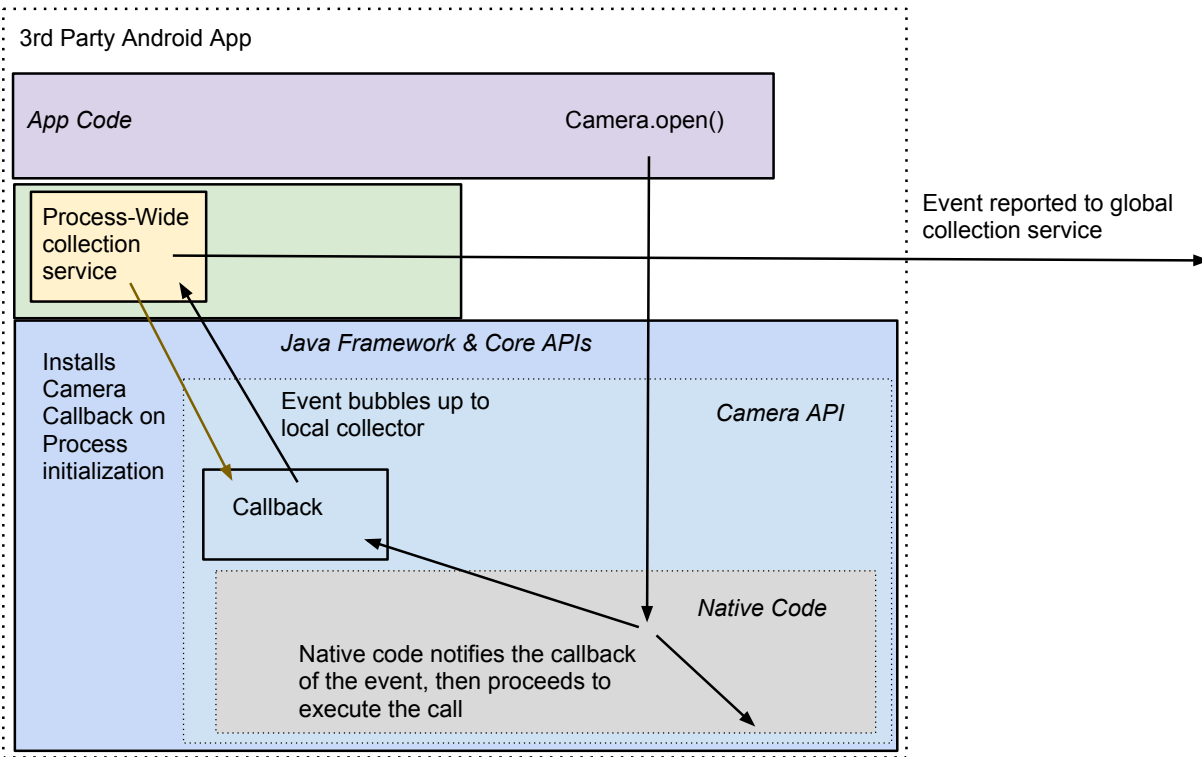 3rd Party Android App
App Code
Camera.open()
Process-Wide
collection
service
Event reported to global
collection service
Java Framework & Core APIs
Installs
Camera
Callback on
Process
initialization
Event bubbles up to
local collector
Camera API
Callback
Native Code
Native code notifies the callback
of the event, then proceeds to
execute the call